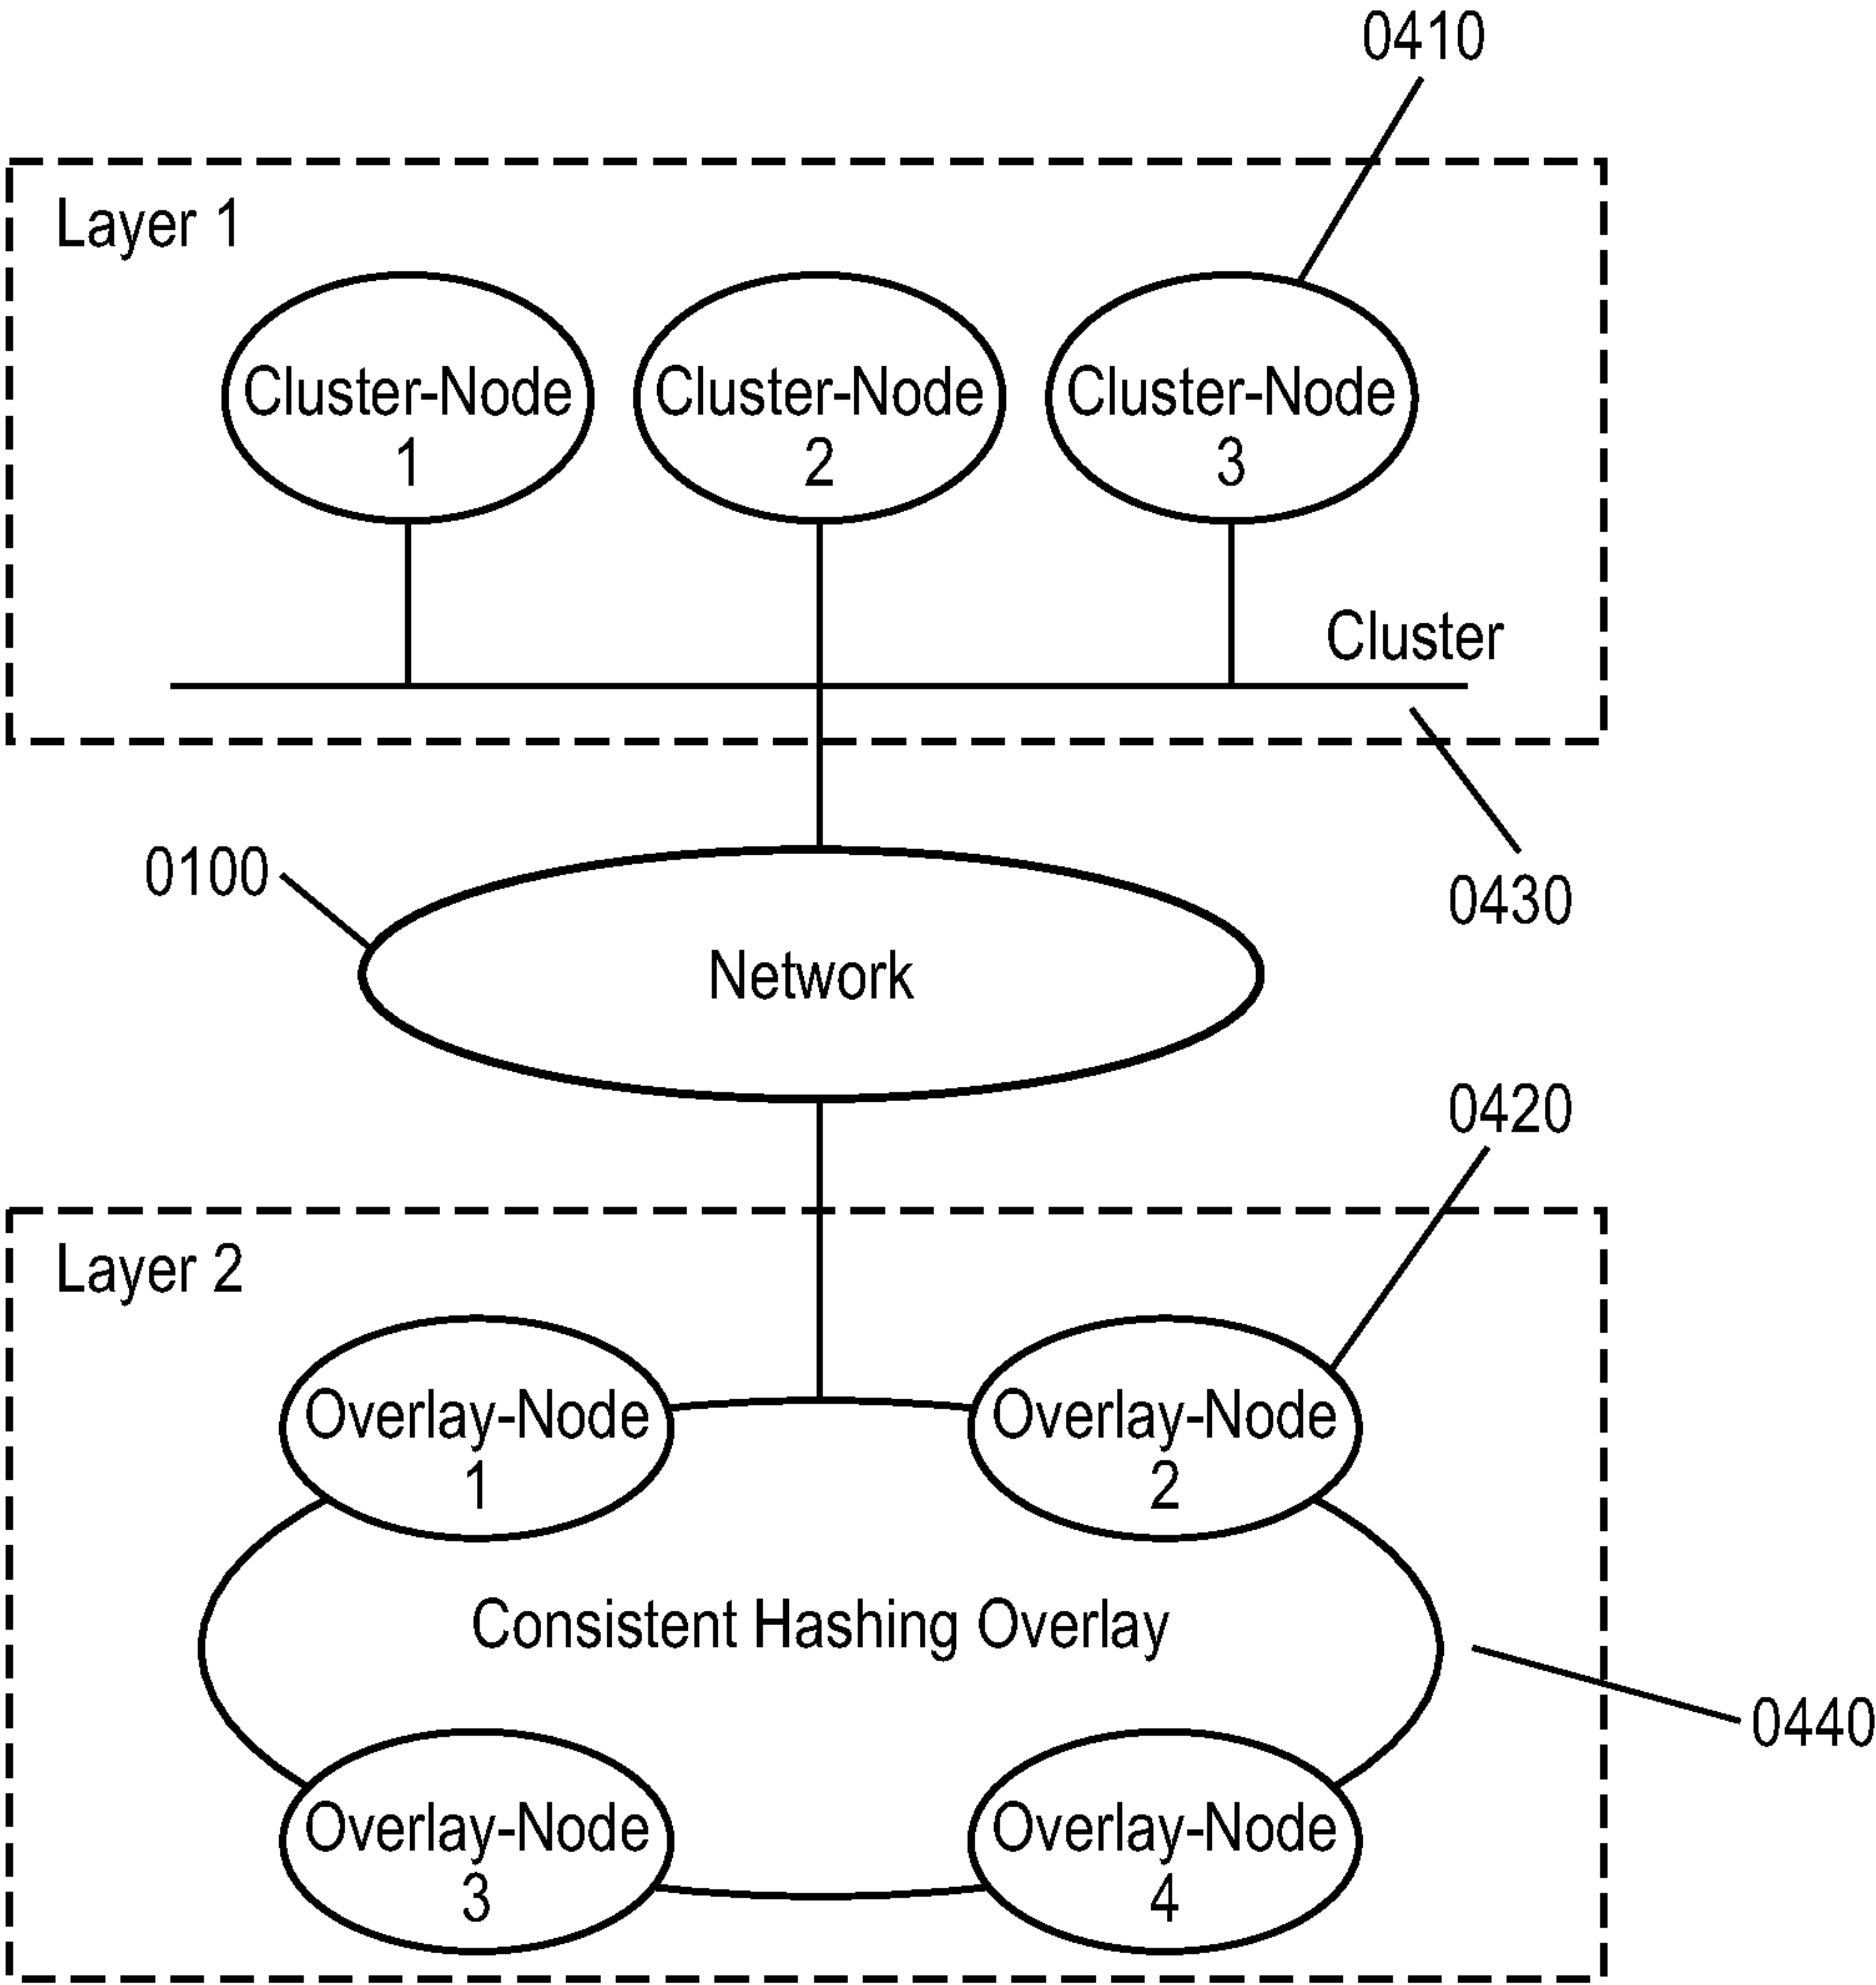 0410
Layer 1
Cluster-Node
1
Cluster-Node
2
Cluster-Node
3
Cluster
0430
0100
Network
0420
Layer 2
Overlay-Node
1
Overlay-Node
2
Consistent Hashing Overlay
0440
Overlay-Node
3
Overlay-Node
4